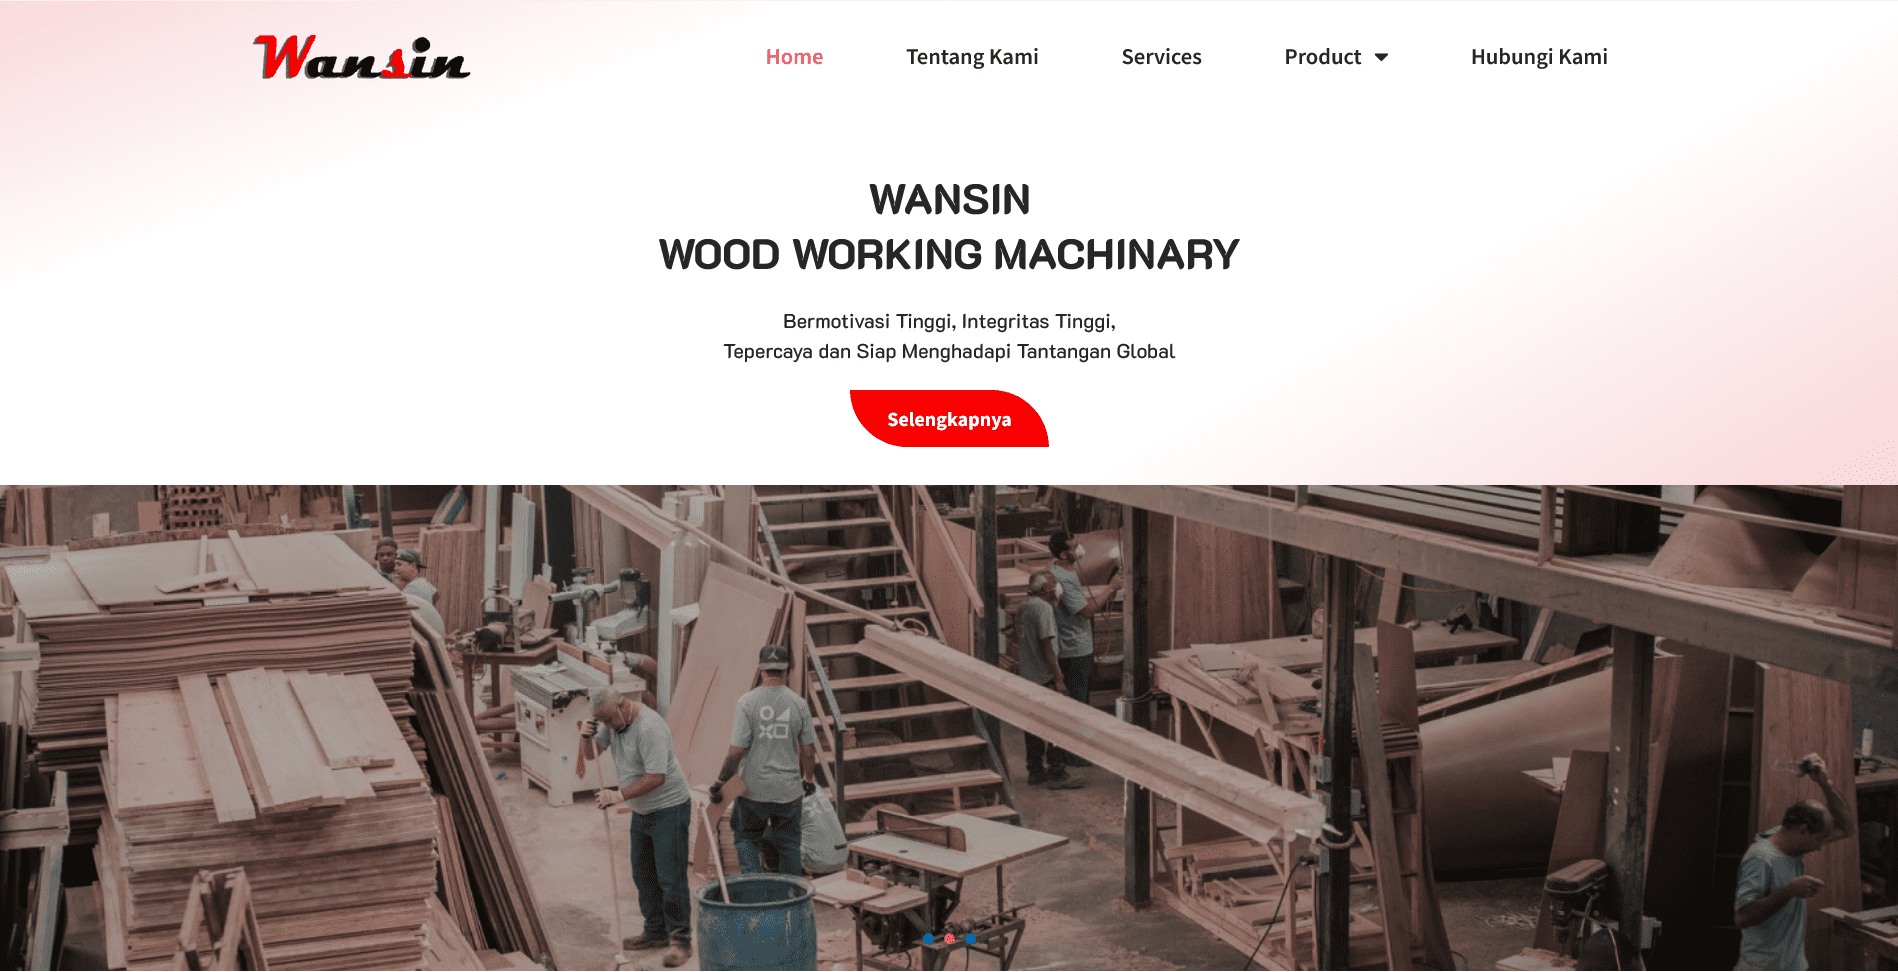 Wansin
Home
Tentang Kami
Services
Product
Hubungi Kami
WANSIN
WOOD WORKING MACHINARY
Bermotivasi Tinggi, Integritas Tinggi,
Tepercaya dan Siap Menghadapi Tantangan Global
Selengkapnya